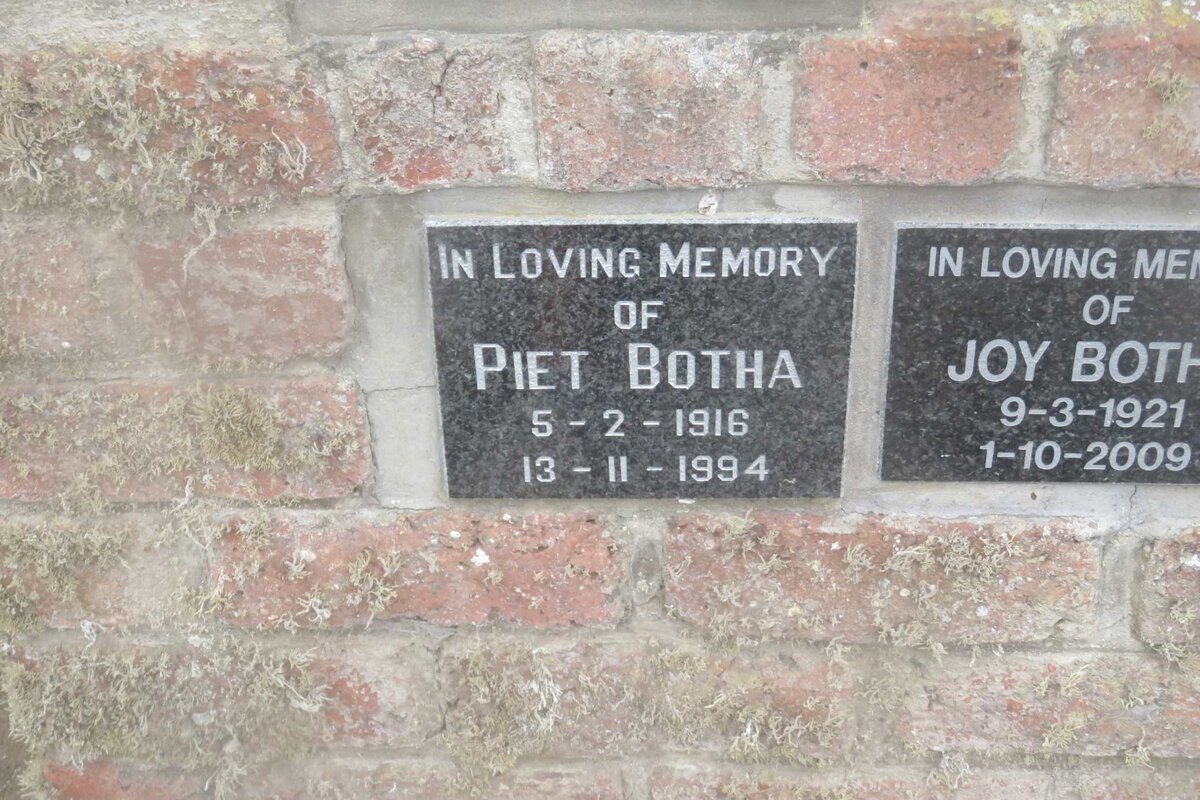 IN LOVING MEMORY
OF
PIET BOTHA
5 - 2 - 1916
13 - 11 - 1994
IN LOVING MEM
OF
JOY BOTH
9-3-1921
1-10-2009